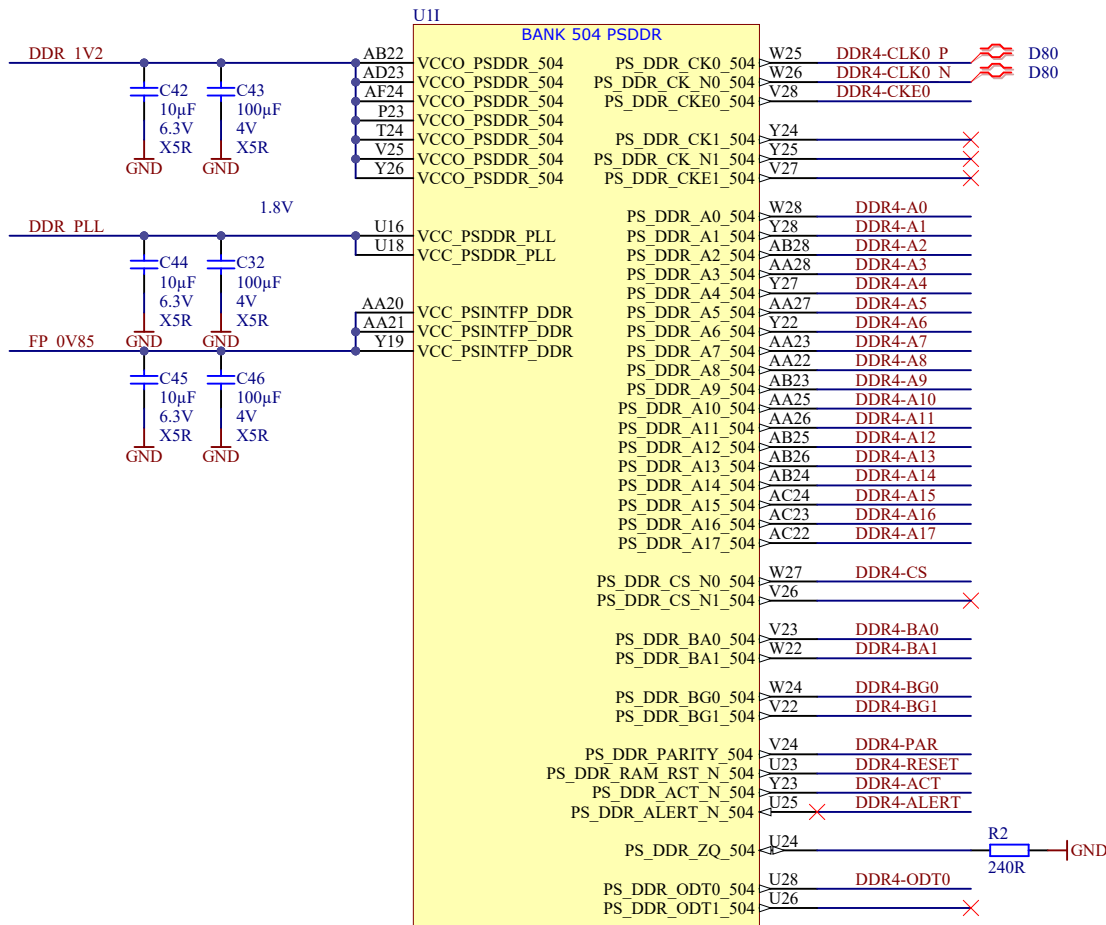 U1I
BANK 504 PSDDR
DDR_1V2
AB22 VCCO_PSDDR_504
AD23 VCCO_PSDDR_504
AF24 VCCO_PSDDR_504
P23 VCCO_PSDDR_504
T24 VCCO_PSDDR_504
V25 VCCO_PSDDR_504
Y26 VCCO_PSDDR_504
C42
10µF
6.3V
X5R
GND
C43
100µF
4V
X5R
GND
1.8V
DDR_PLL
U16 VCC_PSDDR_PLL
U18 VCC_PSDDR_PLL
C44
10µF
6.3V
X5R
GND
C32
100µF
4V
X5R
GND
AA20 VCC_PSINTFP_DDR
AA21 VCC_PSINTFP_DDR
FP_0V85
Y19 VCC_PSINTFP_DDR
C45
10µF
6.3V
X5R
GND
C46
100µF
4V
X5R
GND
PS_DDR_CK0_504 W25 DDR4-CLK0_P D80
PS_DDR_CK_N0_504 W26 DDR4-CLK0_N D80
PS_DDR_CKE0_504 V28 DDR4-CKE0
PS_DDR_CK1_504 Y24
PS_DDR_CK_N1_504 Y25
PS_DDR_CKE1_504 V27
PS_DDR_A0_504 W28 DDR4-A0
PS_DDR_A1_504 Y28 DDR4-A1
PS_DDR_A2_504 AB28 DDR4-A2
PS_DDR_A3_504 AA28 DDR4-A3
PS_DDR_A4_504 Y27 DDR4-A4
PS_DDR_A5_504 AA27 DDR4-A5
PS_DDR_A6_504 Y22 DDR4-A6
PS_DDR_A7_504 AA23 DDR4-A7
PS_DDR_A8_504 AA22 DDR4-A8
PS_DDR_A9_504 AB23 DDR4-A9
PS_DDR_A10_504 AA25 DDR4-A10
PS_DDR_A11_504 AA26 DDR4-A11
PS_DDR_A12_504 AB25 DDR4-A12
PS_DDR_A13_504 AB26 DDR4-A13
PS_DDR_A14_504 AB24 DDR4-A14
PS_DDR_A15_504 AC24 DDR4-A15
PS_DDR_A16_504 AC23 DDR4-A16
PS_DDR_A17_504 AC22 DDR4-A17
PS_DDR_CS_N0_504 W27 DDR4-CS
PS_DDR_CS_N1_504 V26
PS_DDR_BA0_504 V23 DDR4-BA0
PS_DDR_BA1_504 W22 DDR4-BA1
PS_DDR_BG0_504 W24 DDR4-BG0
PS_DDR_BG1_504 V22 DDR4-BG1
PS_DDR_PARITY_504 V24 DDR4-PAR
PS_DDR_RAM_RST_N_504 U23 DDR4-RESET
PS_DDR_ACT_N_504 Y23 DDR4-ACT
PS_DDR_ALERT_N_504 U25 DDR4-ALERT
PS_DDR_ZQ_504 U24 R2 GND
240R
PS_DDR_ODT0_504 U28 DDR4-ODT0
PS_DDR_ODT1_504 U26